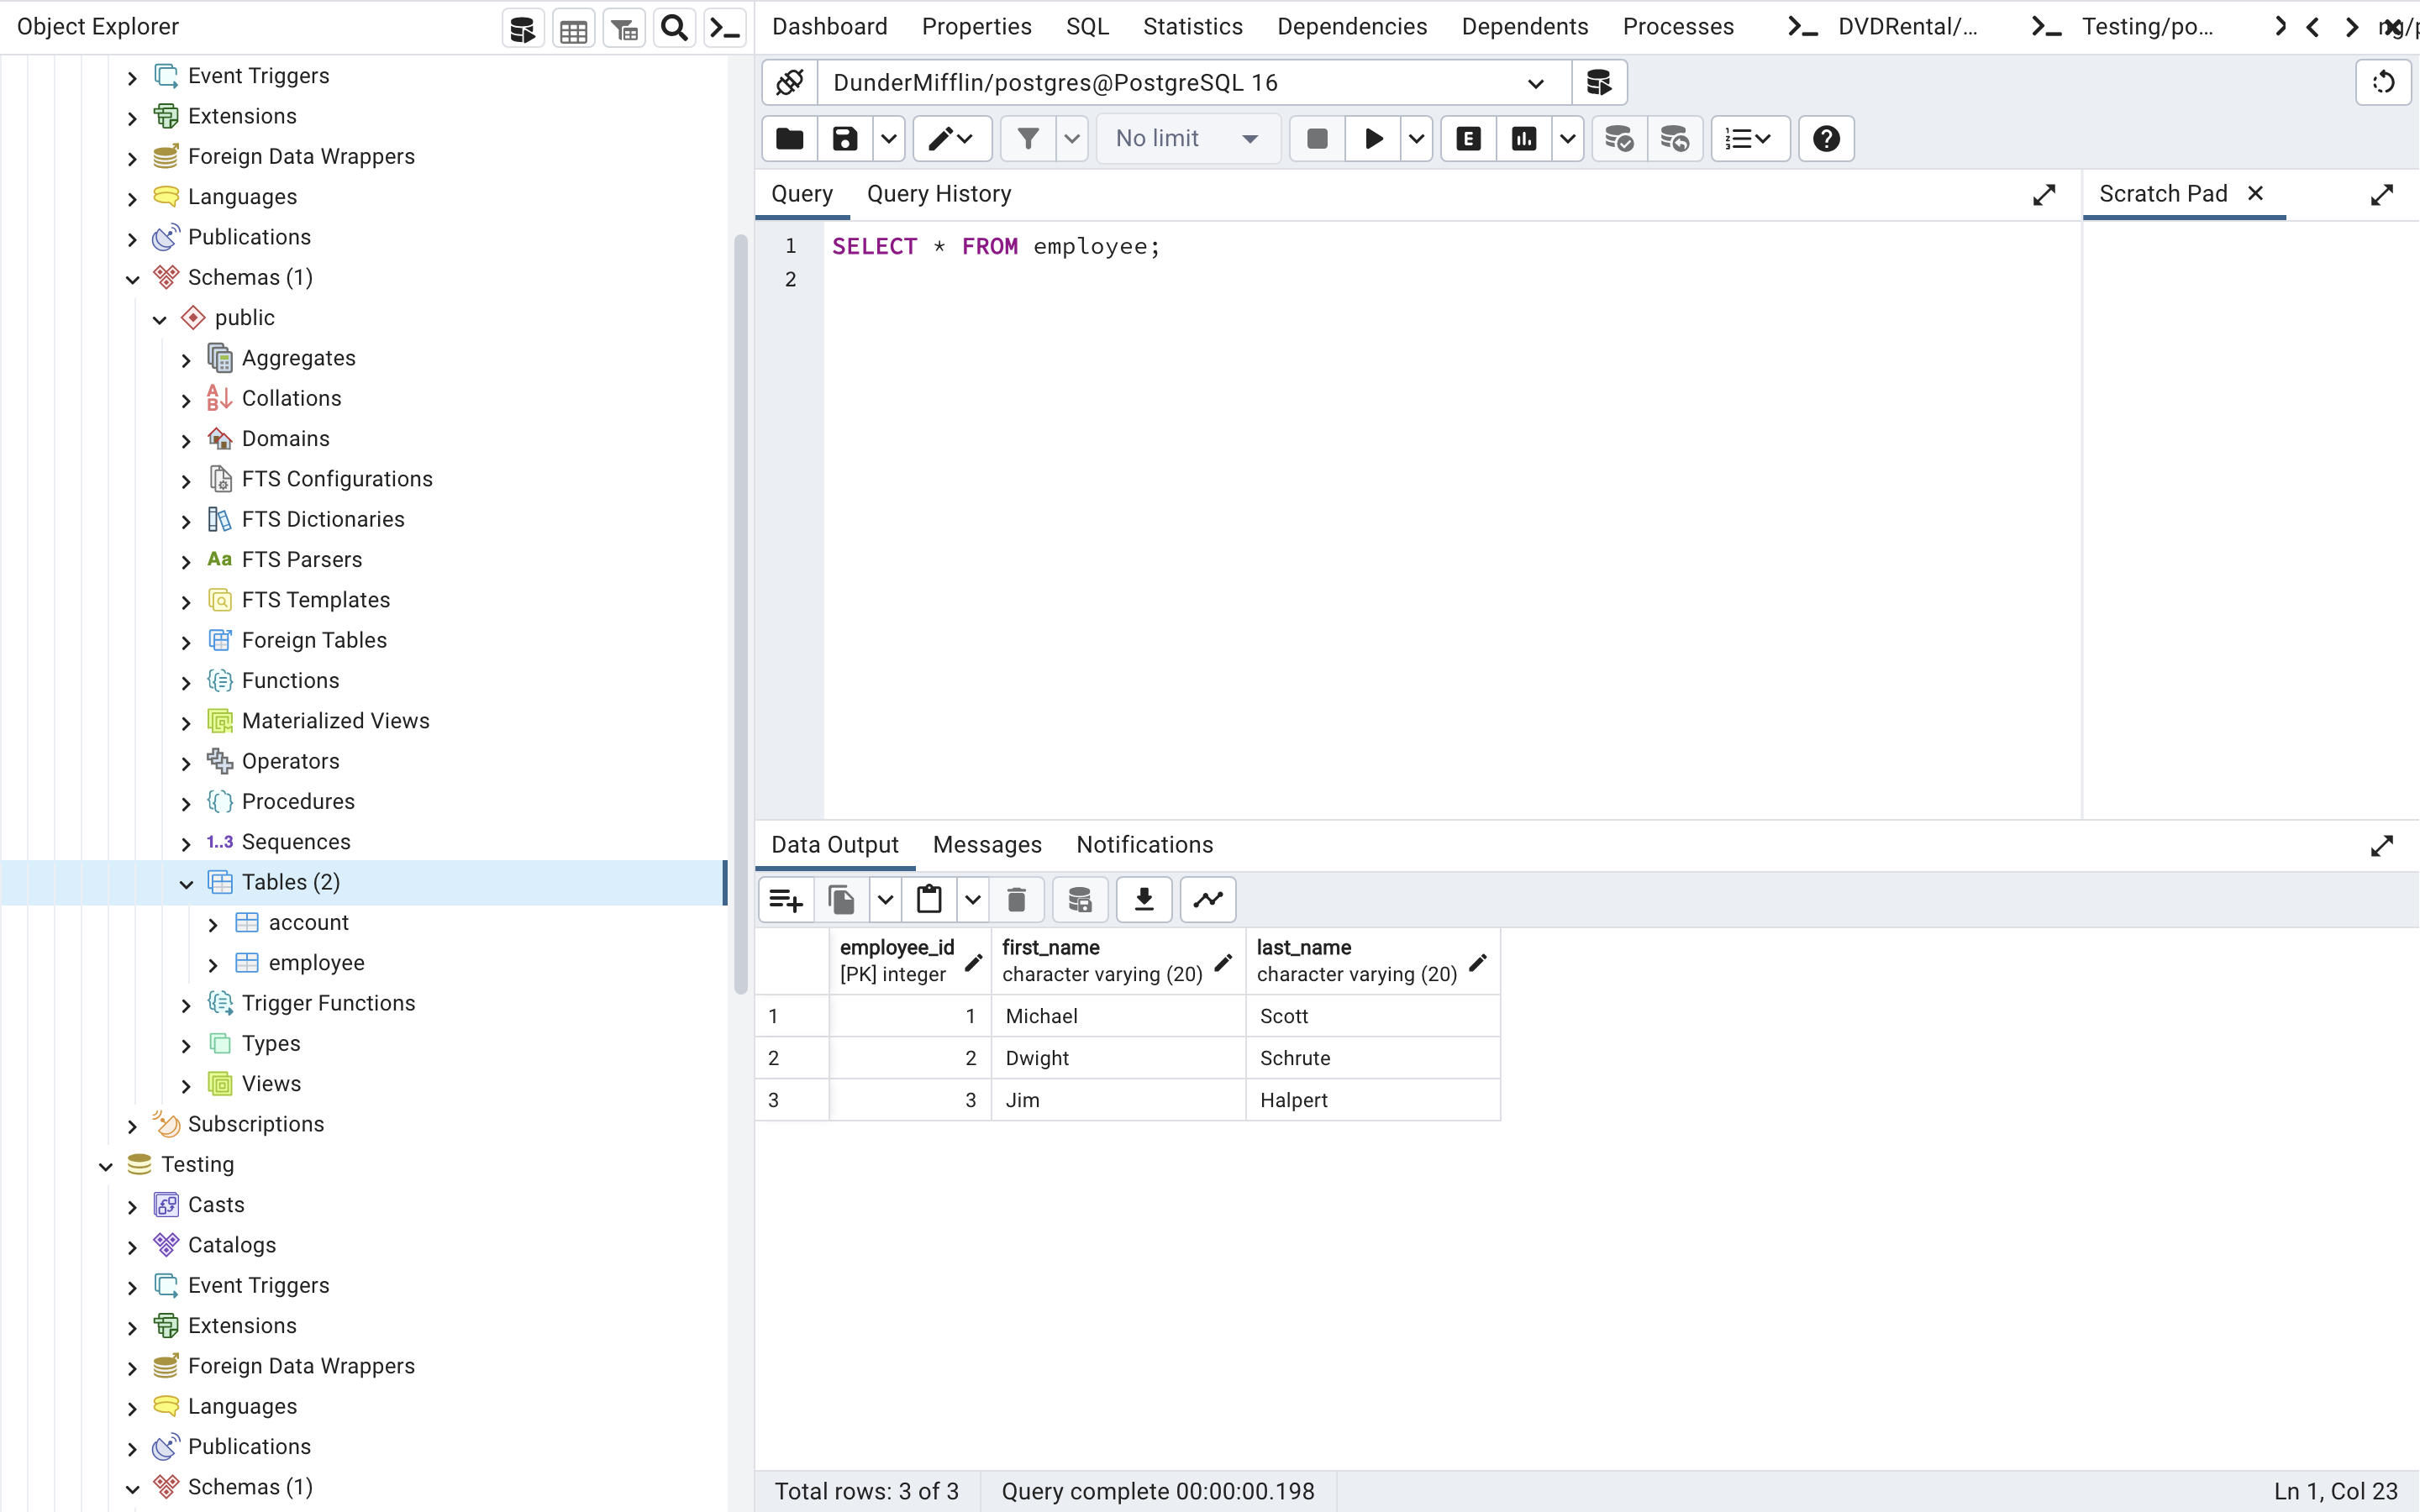 Object Explorer
Event Triggers
Extensions
Foreign Data Wrappers
Languages
Publications
Schemas (1)
public
Aggregates
Collations
Domains
FTS Configurations
FTS Dictionaries
Aa FTS Parsers
FTS Templates
Foreign Tables
Functions
Materialized Views
Operators
Procedures
1..3 Sequences
Tables (2)
account
employee
Trigger Functions
Types
Views
Subscriptions
Testing
Casts
Catalogs
Event Triggers
Extensions
Foreign Data Wrappers
Languages
Publications
Schemas (1)
Dashboard Properties SQL Statistics Dependencies Dependents Processes DVDRental/... Testing/po...
DunderMifflin/postgres@PostgreSQL 16
No limit E
Query Query History Scratch Pad
1 SELECT * FROM employee;
2
Data Output Messages Notifications
employee_id first_name last_name
[PK] integer character varying (20) character varying (20)
1 1 Michael Scott
2 2 Dwight Schrute
3 3 Jim Halpert
Total rows: 3 of 3 Query complete 00:00:00.198 Ln 1, Col 23